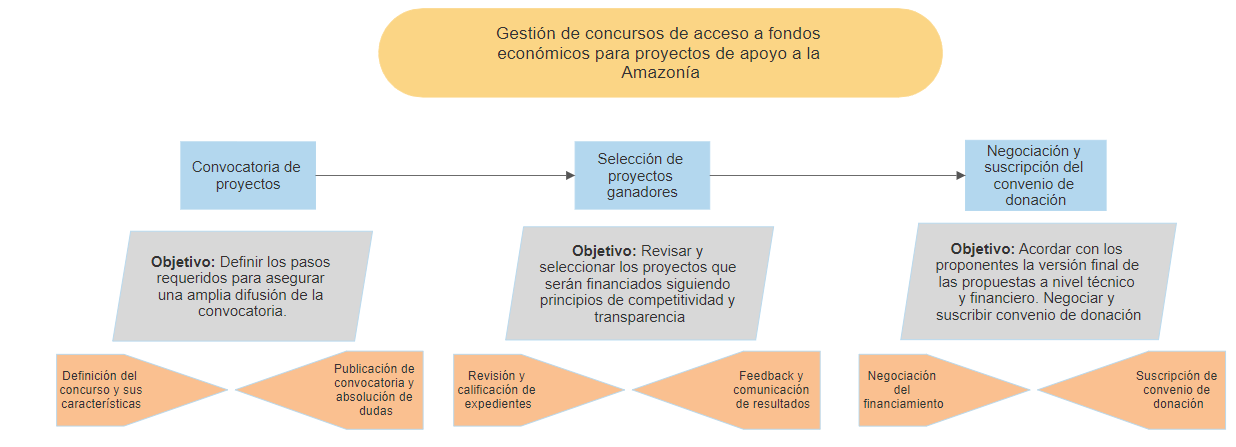 Gestión de concursos de acceso a fondos
económicos para proyectos de apoyo a la
Amazonía
Convocatoria de
proyectos
Selección de
proyectos
ganadores
Negociación y
suscripción del
convenio de
donación
Objetivo: Definir los pasos
requeridos para asegurar
una amplia difusión de la
convocatoria.
Objetivo: Revisar y
seleccionar los proyectos que
serán financiados siguiendo
principios de competitividad y
transparencia
Objetivo: Acordar con los
proponentes la versión final de
las propuestas a nivel técnico
y financiero. Negociar y
suscribir convenio de donación
Definición del
concurso y sus
características
Publicación de
convocatoria y
absolución de
dudas
Revisión y
calificación de
expedientes
Feedback y
comunicación
de resultados
Negociación
del
financiamiento
Suscripción de
convenio de
donación